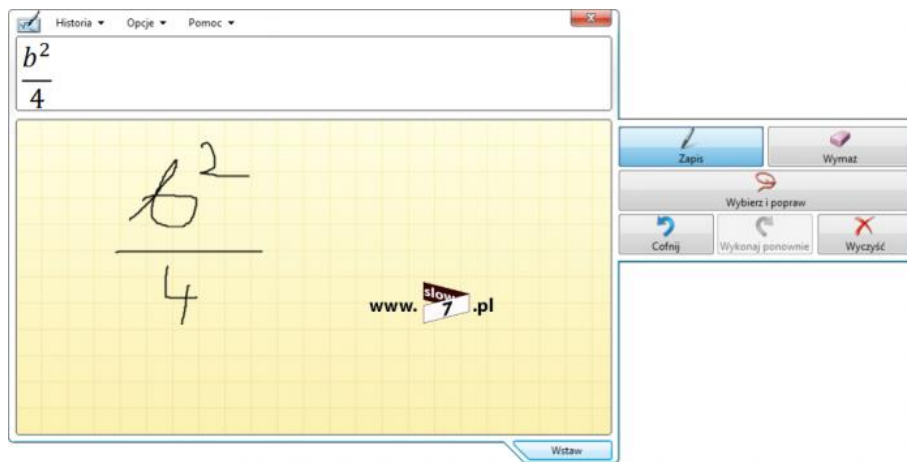 Historia Opcje Pomoc
b²
4
b²
4
www.slow7.pl
Zapis Wymaż
Wybierz i popraw
Cofnij Wykonaj ponownie Wyczyść
Wstaw